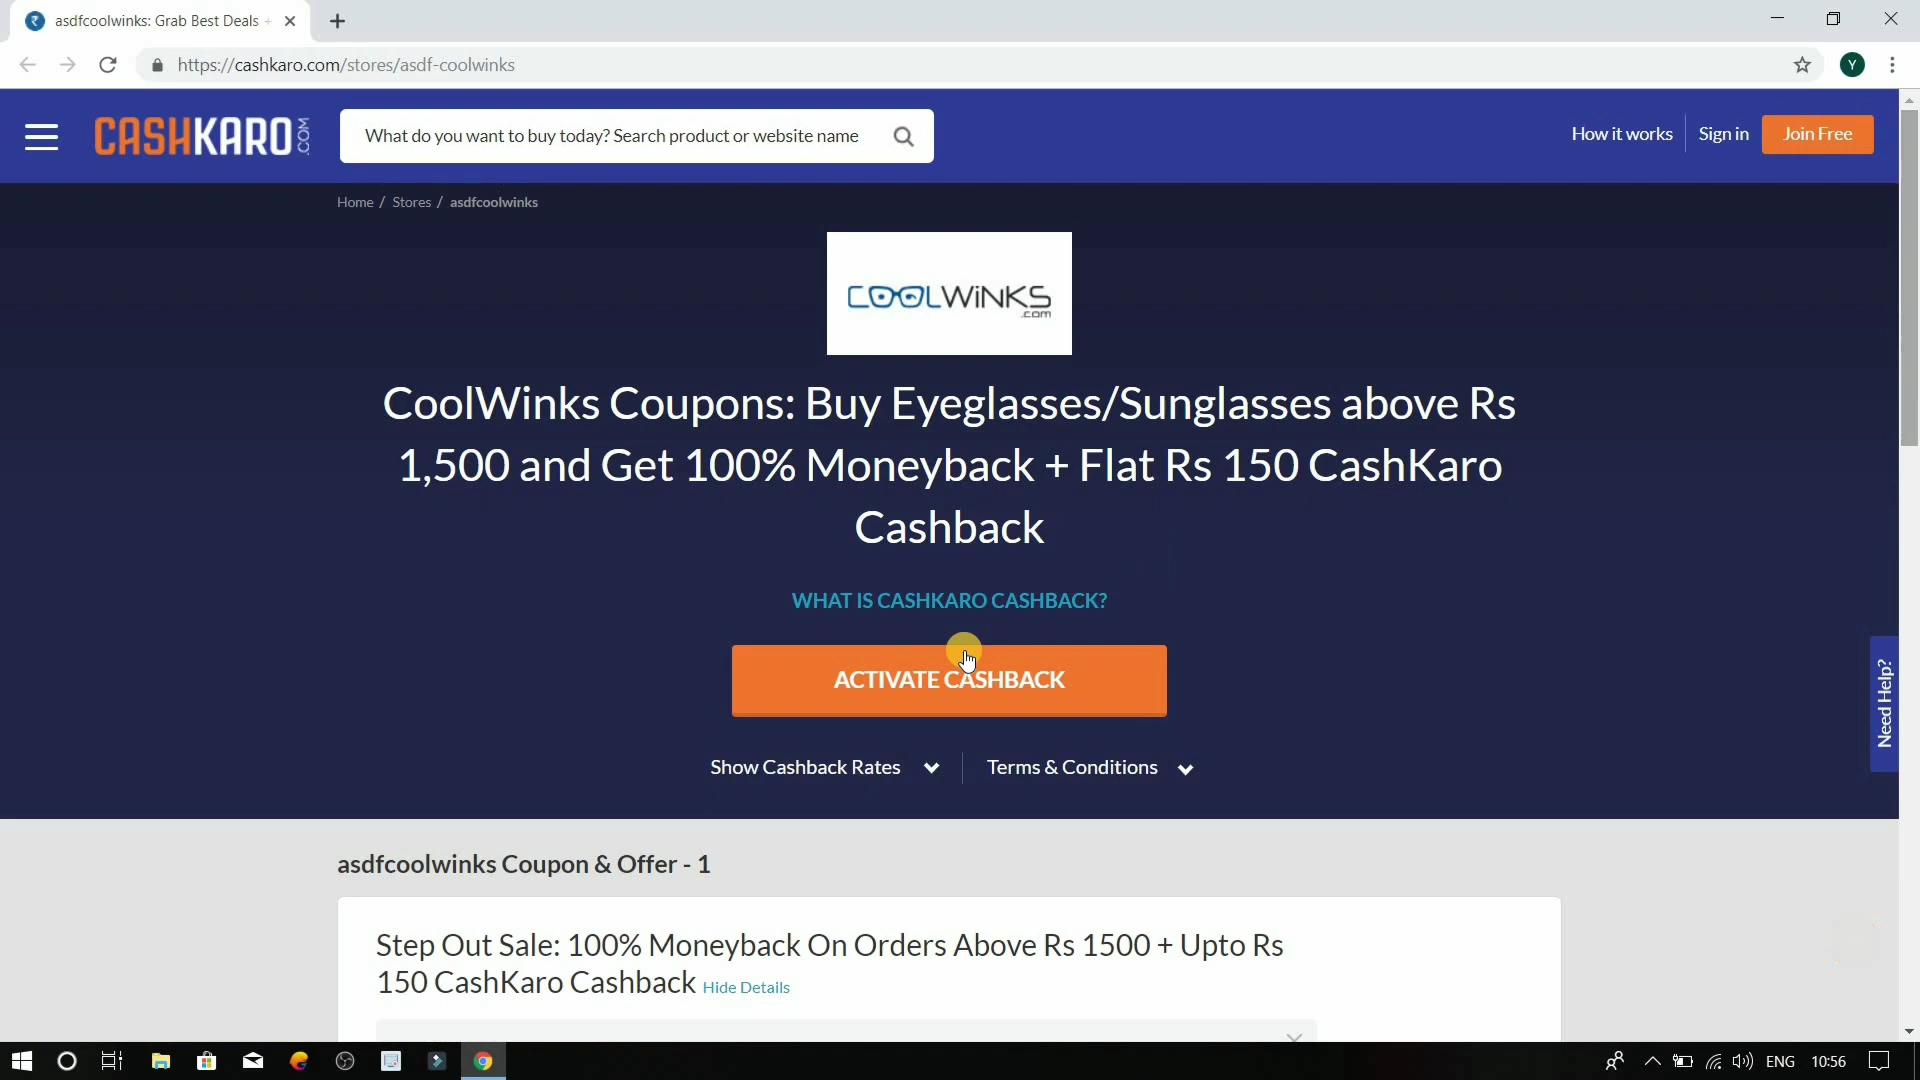 asdfcoolwinks: Grab Best Deals +
https://cashkaro.com/stores/asdf-coolwinks
Y
CASHKARO.COM
What do you want to buy today? Search product or website name
How it works
Sign in
Join Free
Home / Stores / asdfcoolwinks
COOLWiNKS
.com
CoolWinks Coupons: Buy Eyeglasses/Sunglasses above Rs
1,500 and Get 100% Moneyback + Flat Rs 150 CashKaro
Cashback
WHAT IS CASHKARO CASHBACK?
ACTIVATE CASHBACK
Need Help?
Show Cashback Rates
Terms & Conditions
asdfcoolwinks Coupon & Offer - 1
Step Out Sale: 100% Moneyback On Orders Above Rs 1500 + Upto Rs
150 CashKaro Cashback Hide Details
ENG 10:56